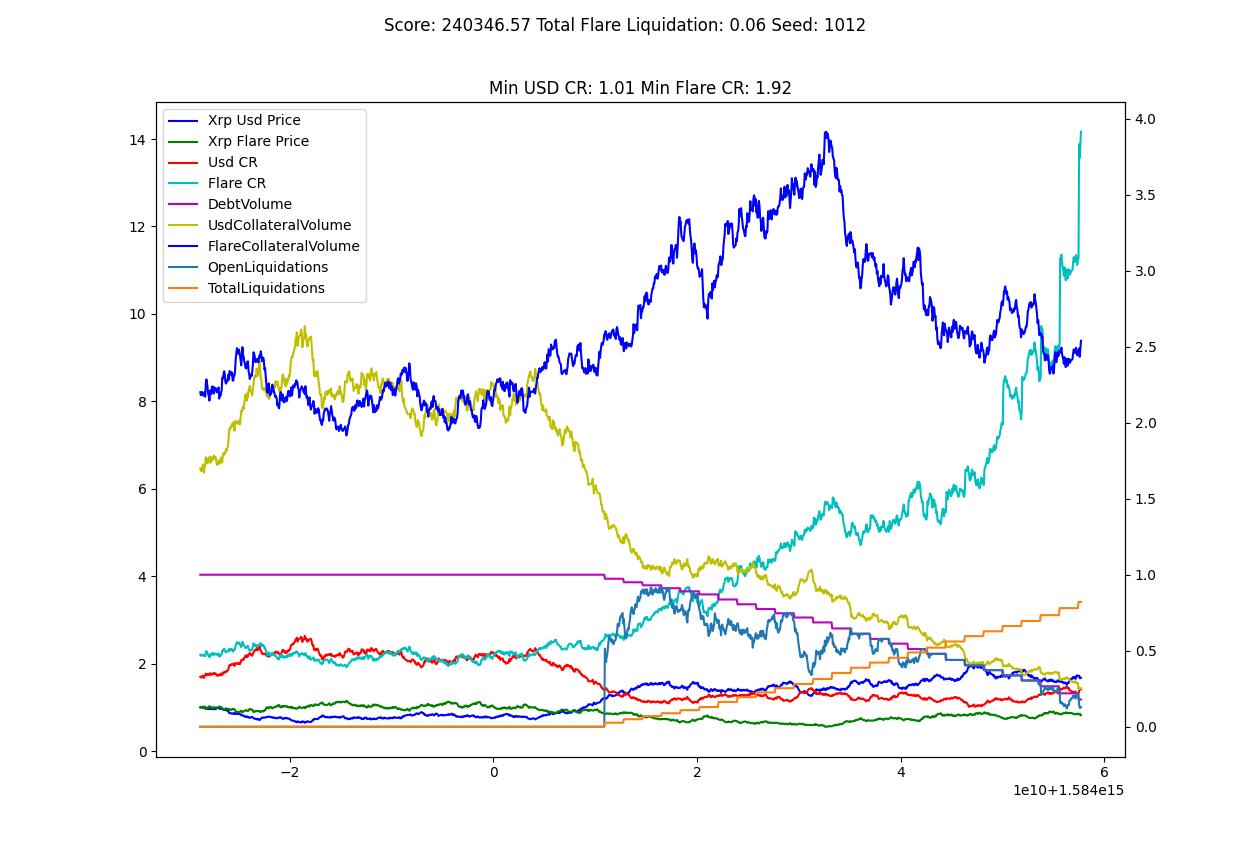 Score: 240346.57 Total Flare Liquidation: 0.06 Seed: 1012
Min USD CR: 1.01 Min Flare CR: 1.92
Xrp Usd Price
Xrp Flare Price
Usd CR
Flare CR
DebtVolume
UsdCollateralVolume
FlareCollateralVolume
OpenLiquidations
TotalLiquidations
14
12
10
8
6
4
2
0
4.0
3.5
3.0
2.5
2.0
1.5
1.0
0.5
0.0
−2
0
2
4
6
1e10+1.584e15